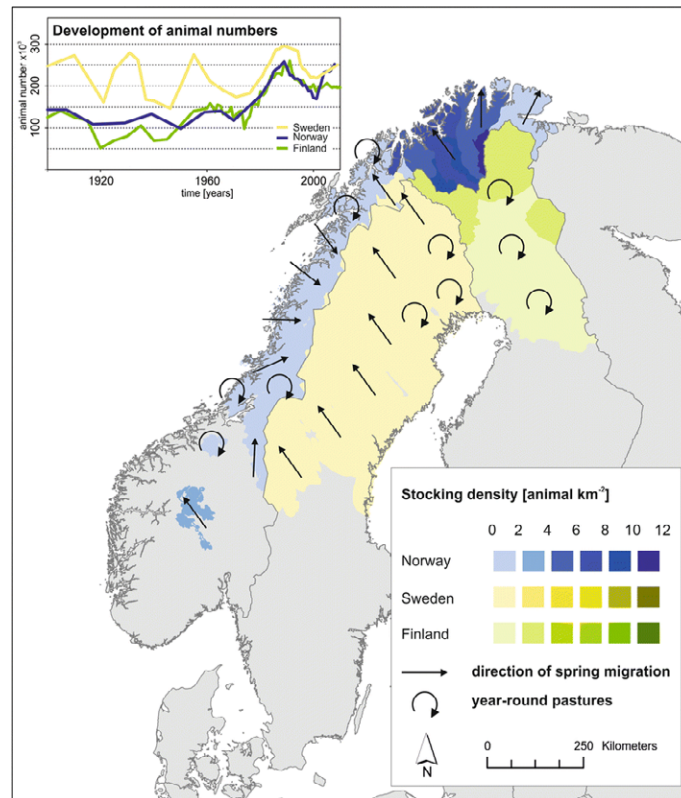 Development of animal numbers
animal number ×10³
300
200
100
Sweden
Norway
Finland
1920
1960
2000
time [years]
Stocking density [animal km⁻²]
0 2 4 6 8 10 12
Norway
Sweden
Finland
direction of spring migration
year-round pastures
N
0 250 Kilometers